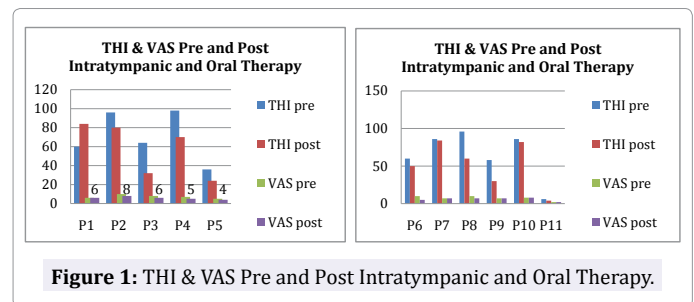 THI & VAS Pre and Post
Intratympanic and Oral Therapy
120
100
80
60
40
20
0
6 8 6 5 4
P1 P2 P3 P4 P5
THI pre
THI post
VAS pre
VAS post
THI & VAS Pre and Post
Intratympanic and Oral Therapy
150
100
50
0
P6 P7 P8 P9 P10 P11
THI pre
THI post
VAS pre
VAS post
Figure 1: THI & VAS Pre and Post Intratympanic and Oral Therapy.